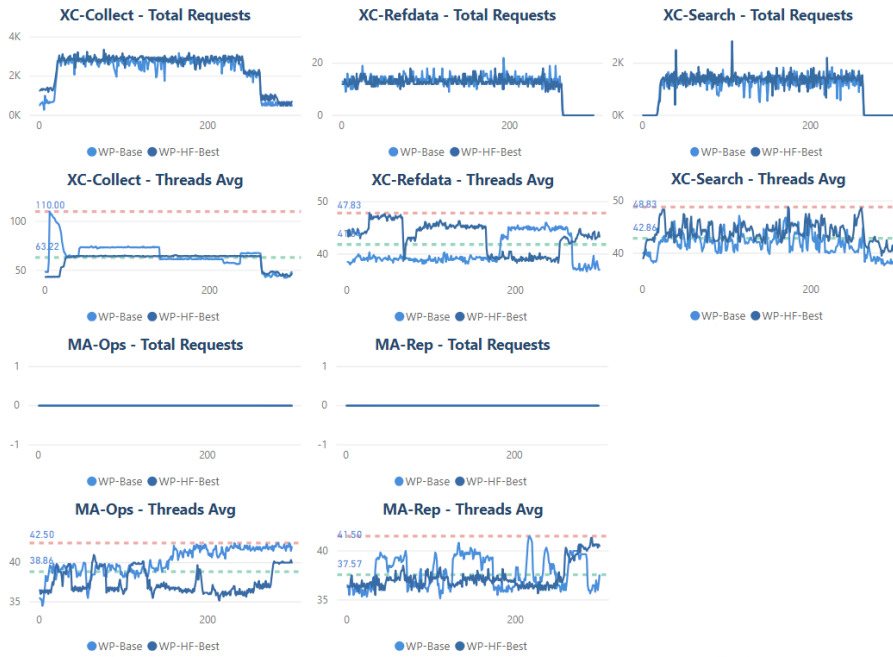 XC-Collect - Total Requests
4K
2K
0K
0 200
WP-Base WP-HF-Best
XC-Refdata - Total Requests
20
0
0 200
WP-Base WP-HF-Best
XC-Search - Total Requests
2K
0K
0 200
WP-Base WP-HF-Best
XC-Collect - Threads Avg
110.00
100
63.22
50
0 200
WP-Base WP-HF-Best
XC-Refdata - Threads Avg
50
47.83
40
0 200
WP-Base WP-HF-Best
XC-Search - Threads Avg
50
48.83
42.86
40
0 200
WP-Base WP-HF-Best
MA-Ops - Total Requests
1
0
-1
0 200
WP-Base WP-HF-Best
MA-Rep - Total Requests
1
0
-1
0 200
WP-Base WP-HF-Best
MA-Ops - Threads Avg
42.50
40
38.86
35
0 200
WP-Base WP-HF-Best
MA-Rep - Threads Avg
41.50
40
37.57
35
0 200
WP-Base WP-HF-Best